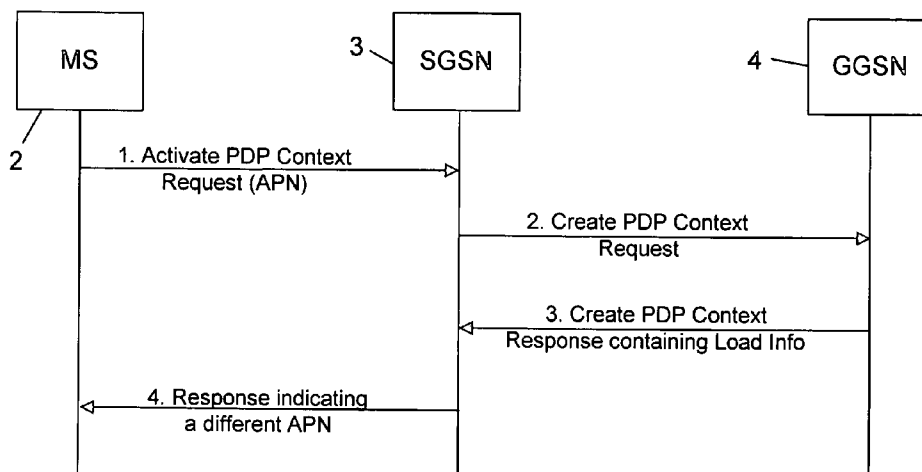 MS
3
SGSN
4
GGSN
2
1. Activate PDP Context
Request (APN)
2. Create PDP Context
Request
3. Create PDP Context
Response containing Load Info
4. Response indicating
a different APN